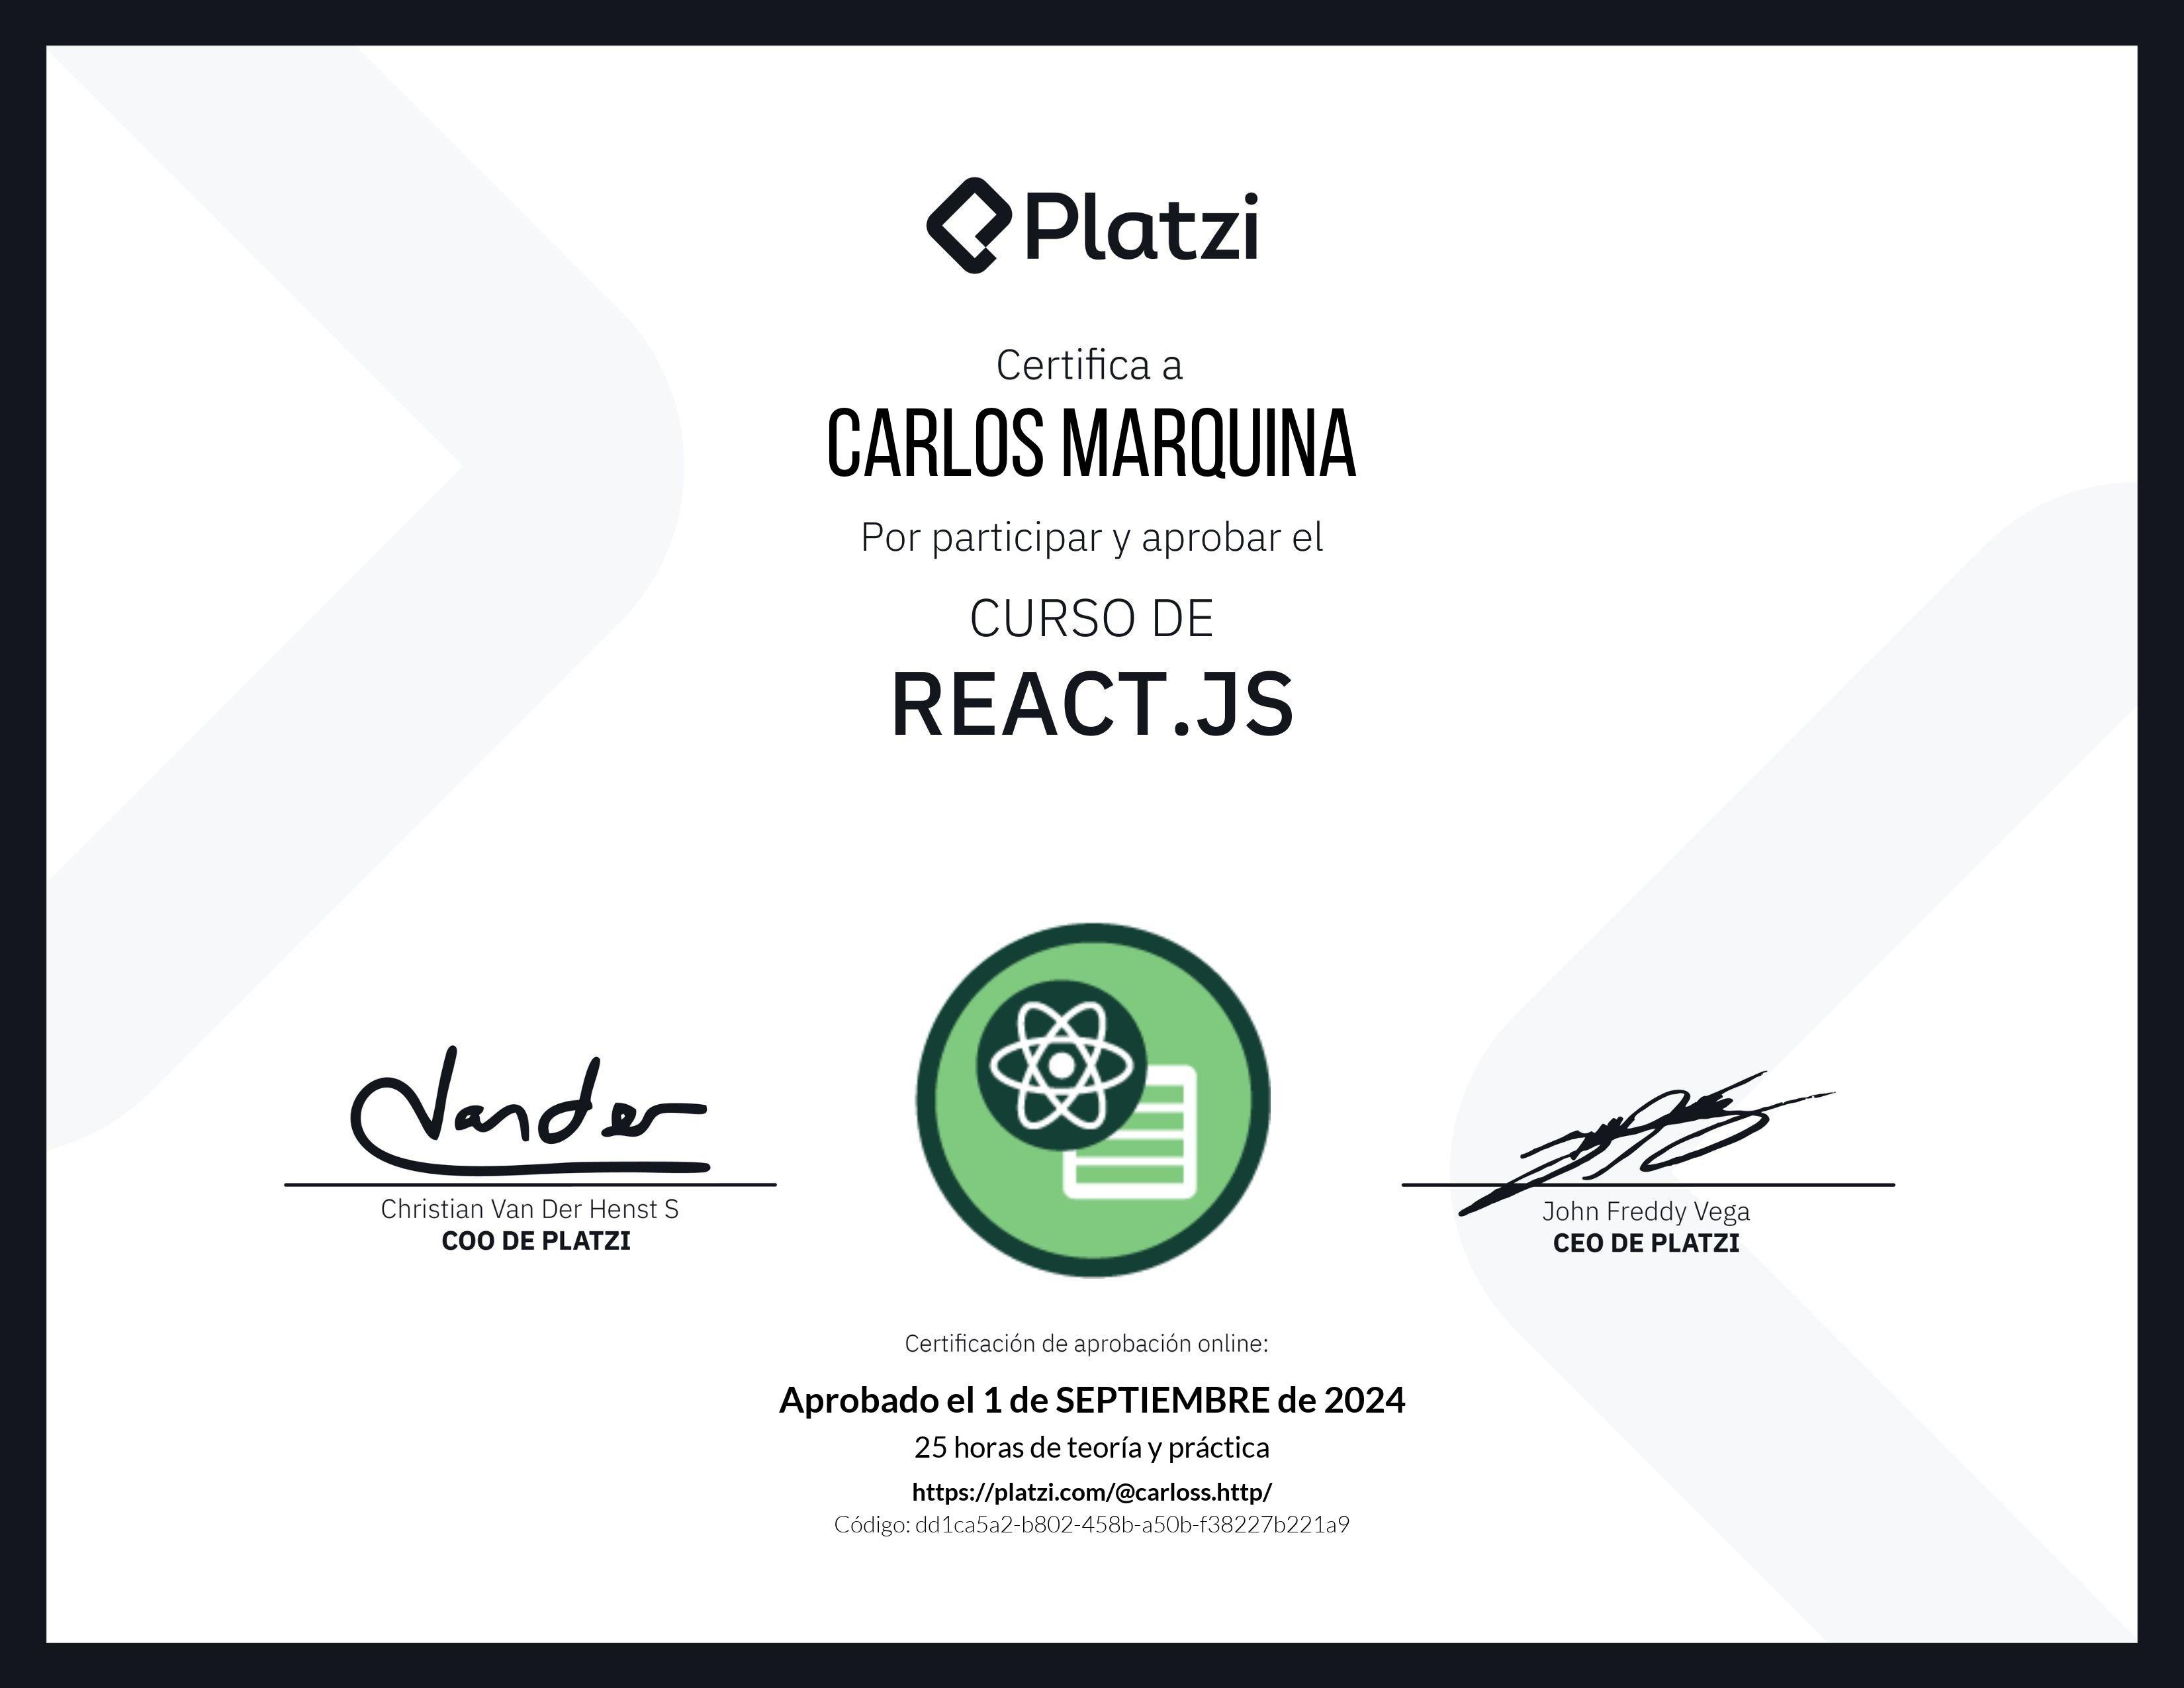 Platzi
Certifica a
CARLOS MARQUINA
Por participar y aprobar el
CURSO DE
REACT.JS
Vander
Christian Van Der Henst S
COO DE PLATZI
John Freddy Vega
CEO DE PLATZI
Certificación de aprobación online:
Aprobado el 1 de SEPTIEMBRE de 2024
25 horas de teoría y práctica
https://platzi.com/@carloss.http/
Código: dd1ca5a2-b802-458b-a50b-f38227b221a9